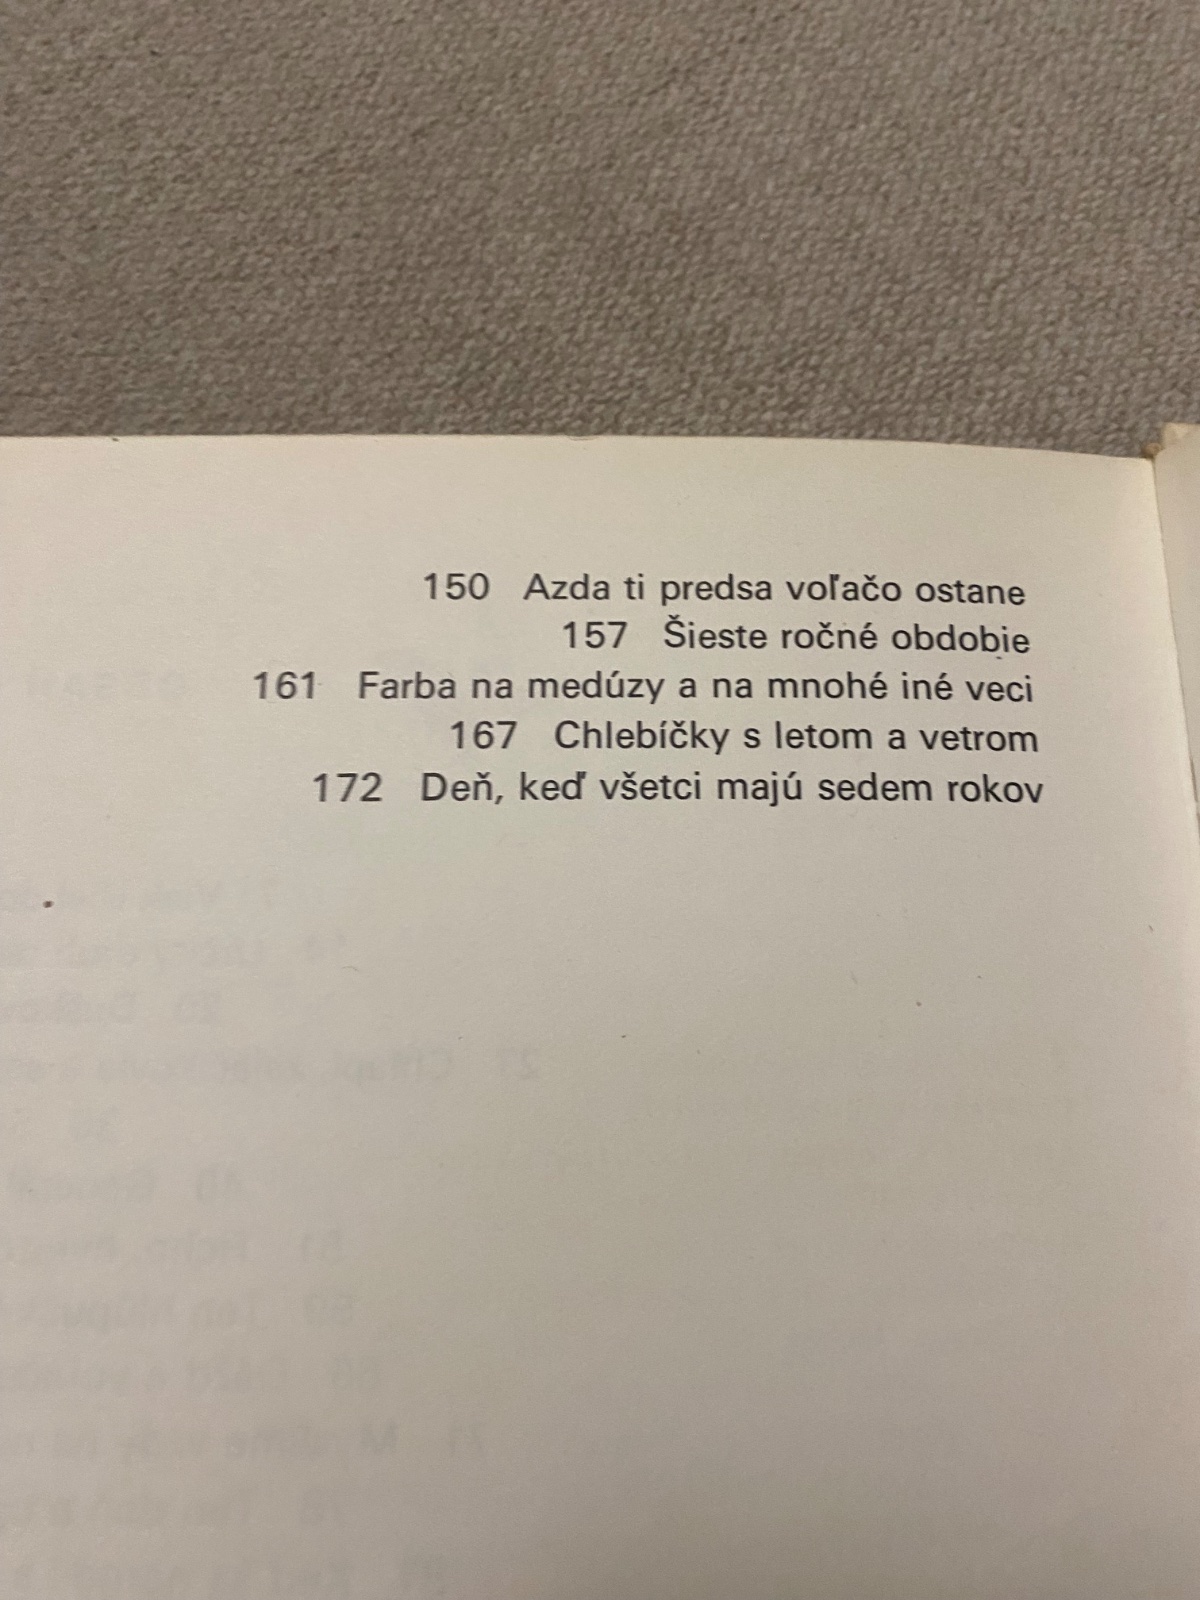 150 Azda ti predsa voľačo ostane
157 Šieste ročné obdobie
161 Farba na medúzy a na mnohé iné veci
167 Chlebíčky s letom a vetrom
172 Deň, keď všetci majú sedem rokov